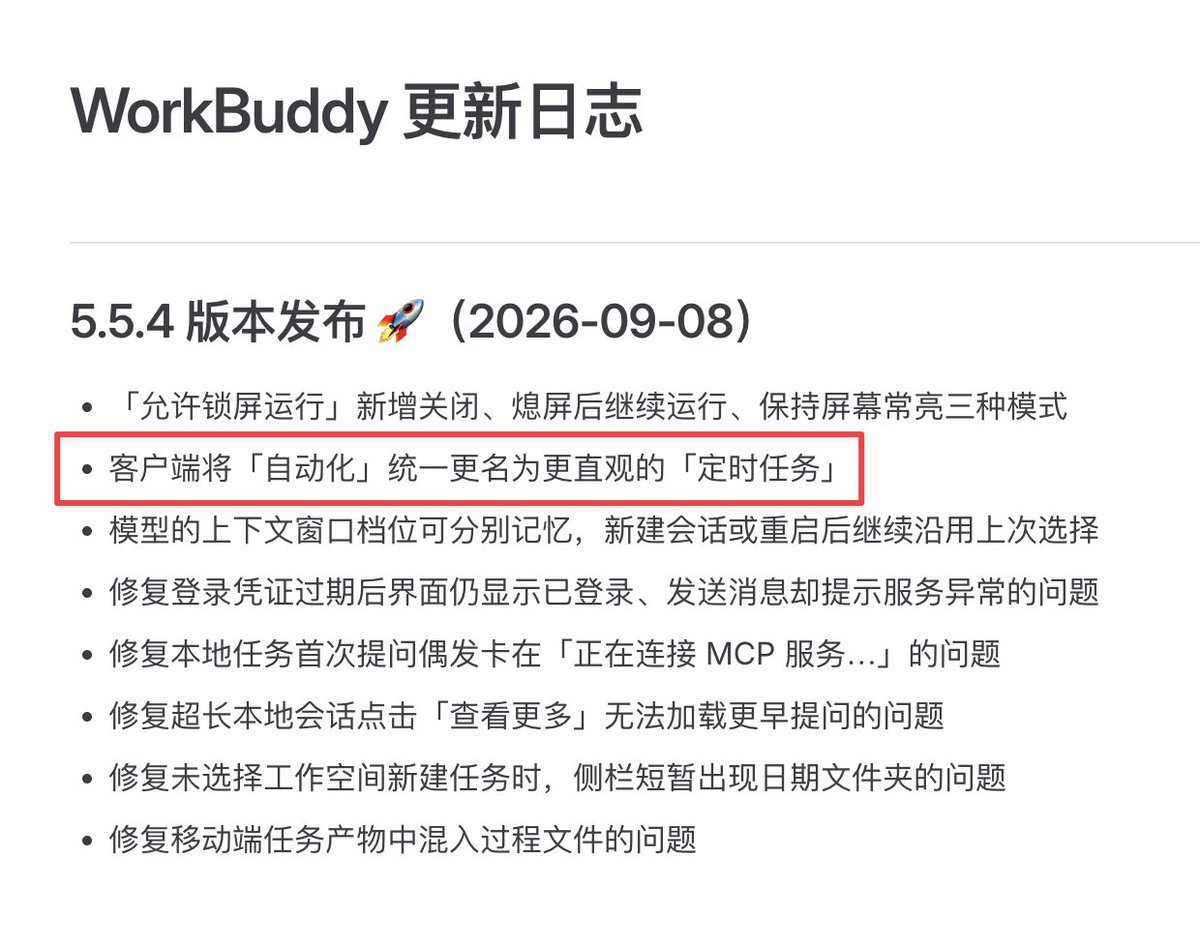 WorkBuddy 更新日志
5.5.4 版本发布 🚀（2026-09-08）
• 「允许锁屏运行」新增关闭、熄屏后继续运行、保持屏幕常亮三种模式
• 客户端将「自动化」统一更名为更直观的「定时任务」
• 模型的上下文窗口档位可分别记忆，新建会话或重启后继续沿用上次选择
• 修复登录凭证过期后界面仍显示已登录、发送消息却提示服务异常的问题
• 修复本地任务首次提问偶发卡在「正在连接 MCP 服务...」的问题
• 修复超长本地会话点击「查看更多」无法加载更早提问的问题
• 修复未选择工作空间新建任务时，侧栏短暂出现日期文件夹的问题
• 修复移动端任务产物中混入过程文件的问题